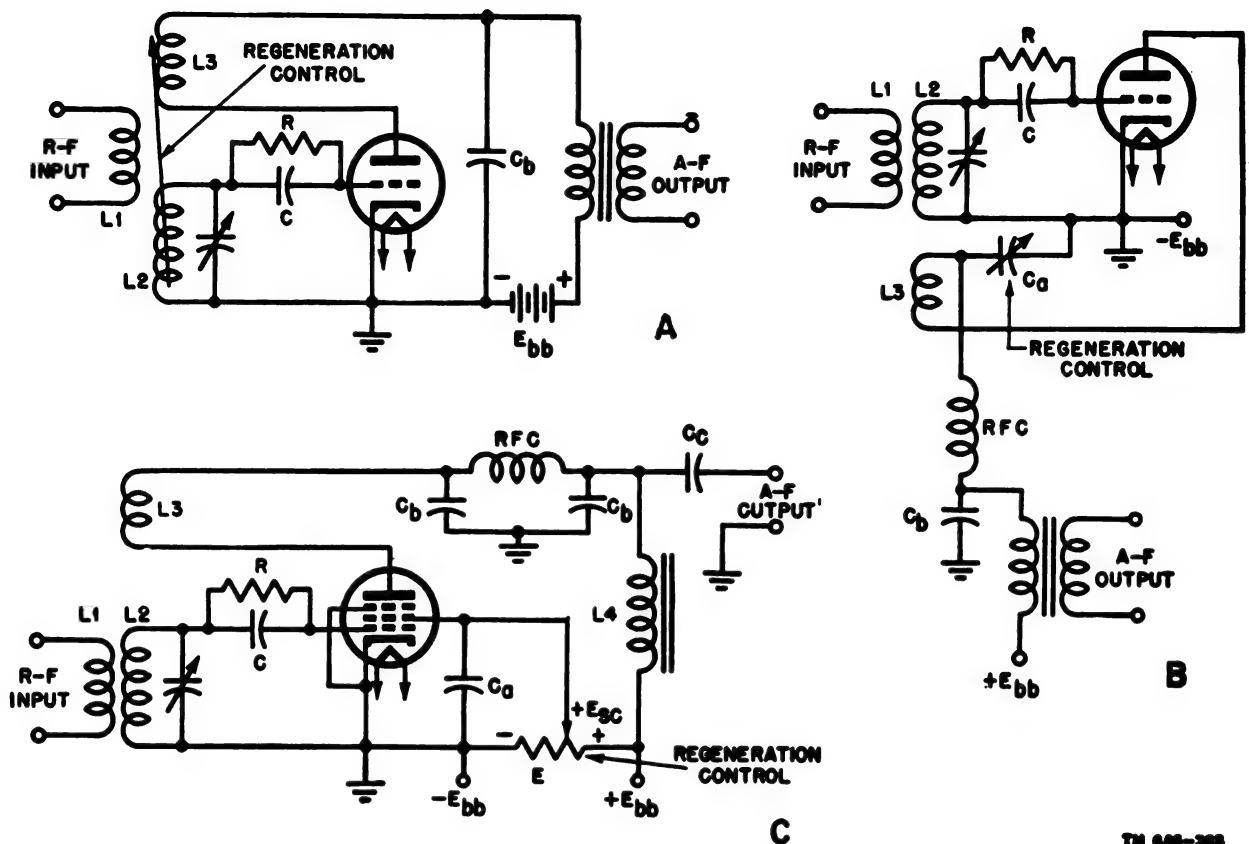 L3
REGENERATION
CONTROL
R-F
INPUT
L1
R
C
L2
Cb
A-F
OUTPUT
-
+
Ebb
A
R
L1
L2
C
R-F
INPUT
-Ebb
L3
Ca
REGENERATION
CONTROL
RFC
Cb
A-F
OUTPUT
+Ebb
B
RFC
Cc
L3
Cb
Cb
A-F
CUTPUT'
R
L1
L2
C
L4
R-F
INPUT
Ca
+Esc
-
+
E
REGENERATION
CONTROL
-Ebb
+Ebb
C